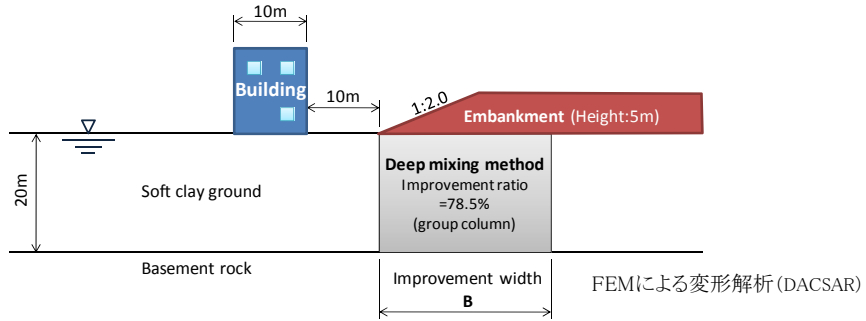 10m
Building
10m
1:2.0
Embankment (Height:5m)
20m
Soft clay ground
Deep mixing method
Improvement ratio
=78.5%
(group column)
Basement rock
Improvement width
B
FEMによる変形解析(DACSAR)